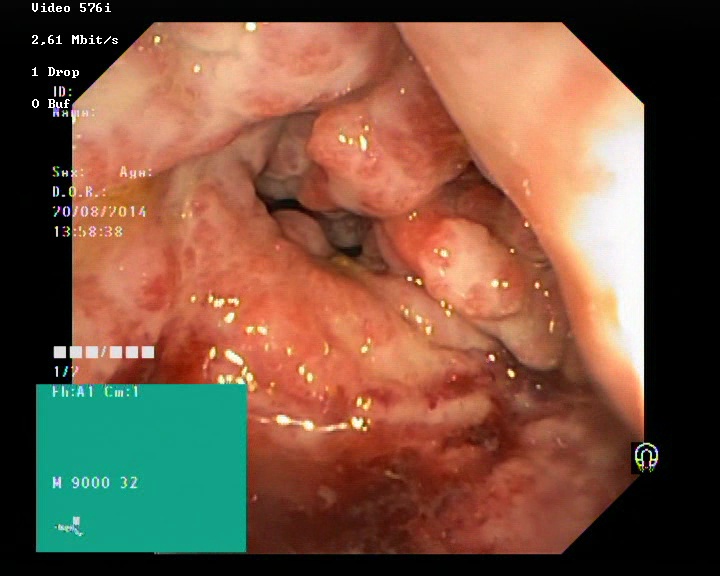 Video 576i
2,61 Mbit/s
1 Drop
ID:
0 Buf
Name:
Sex: Age:
D.O.B.:
20/08/2014
13:58:38
■■■/■■■
1/2
Eh:A1 Cm:1
M 9000 32